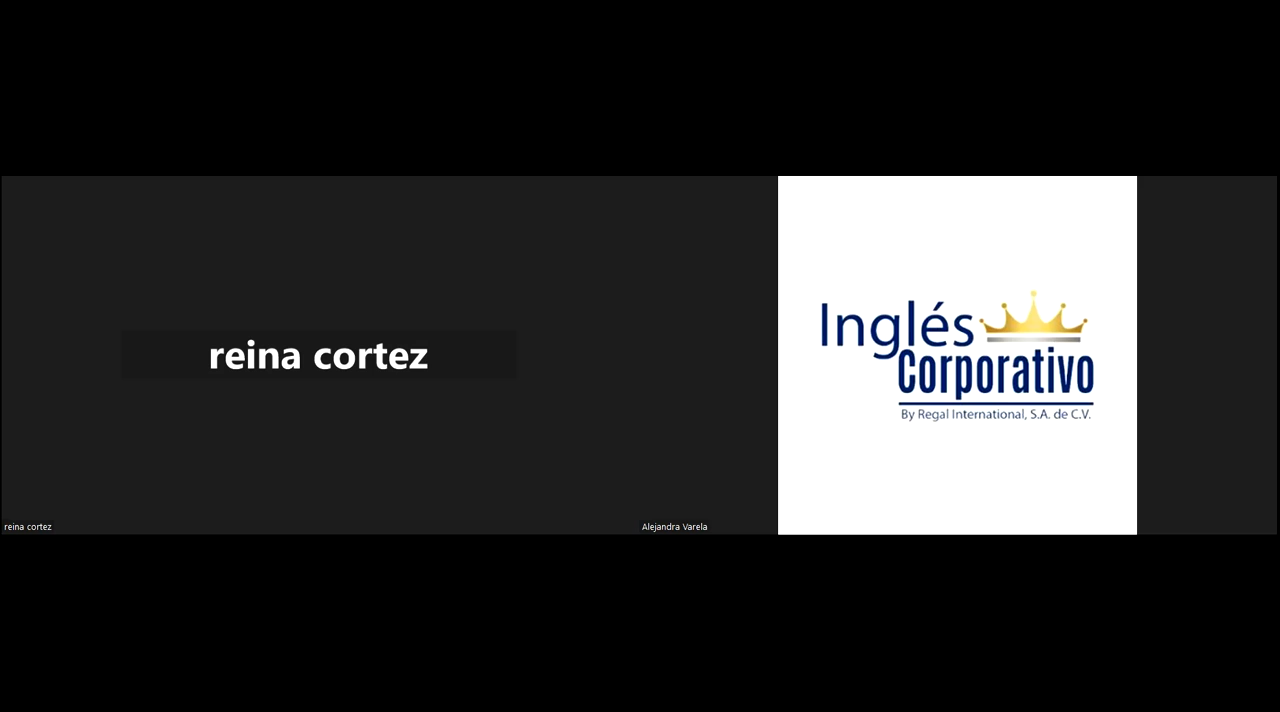 reina cortez
Inglés
Corporativo
By Regal International, S.A. de C.V.
reina cortez
Alejandra Varela